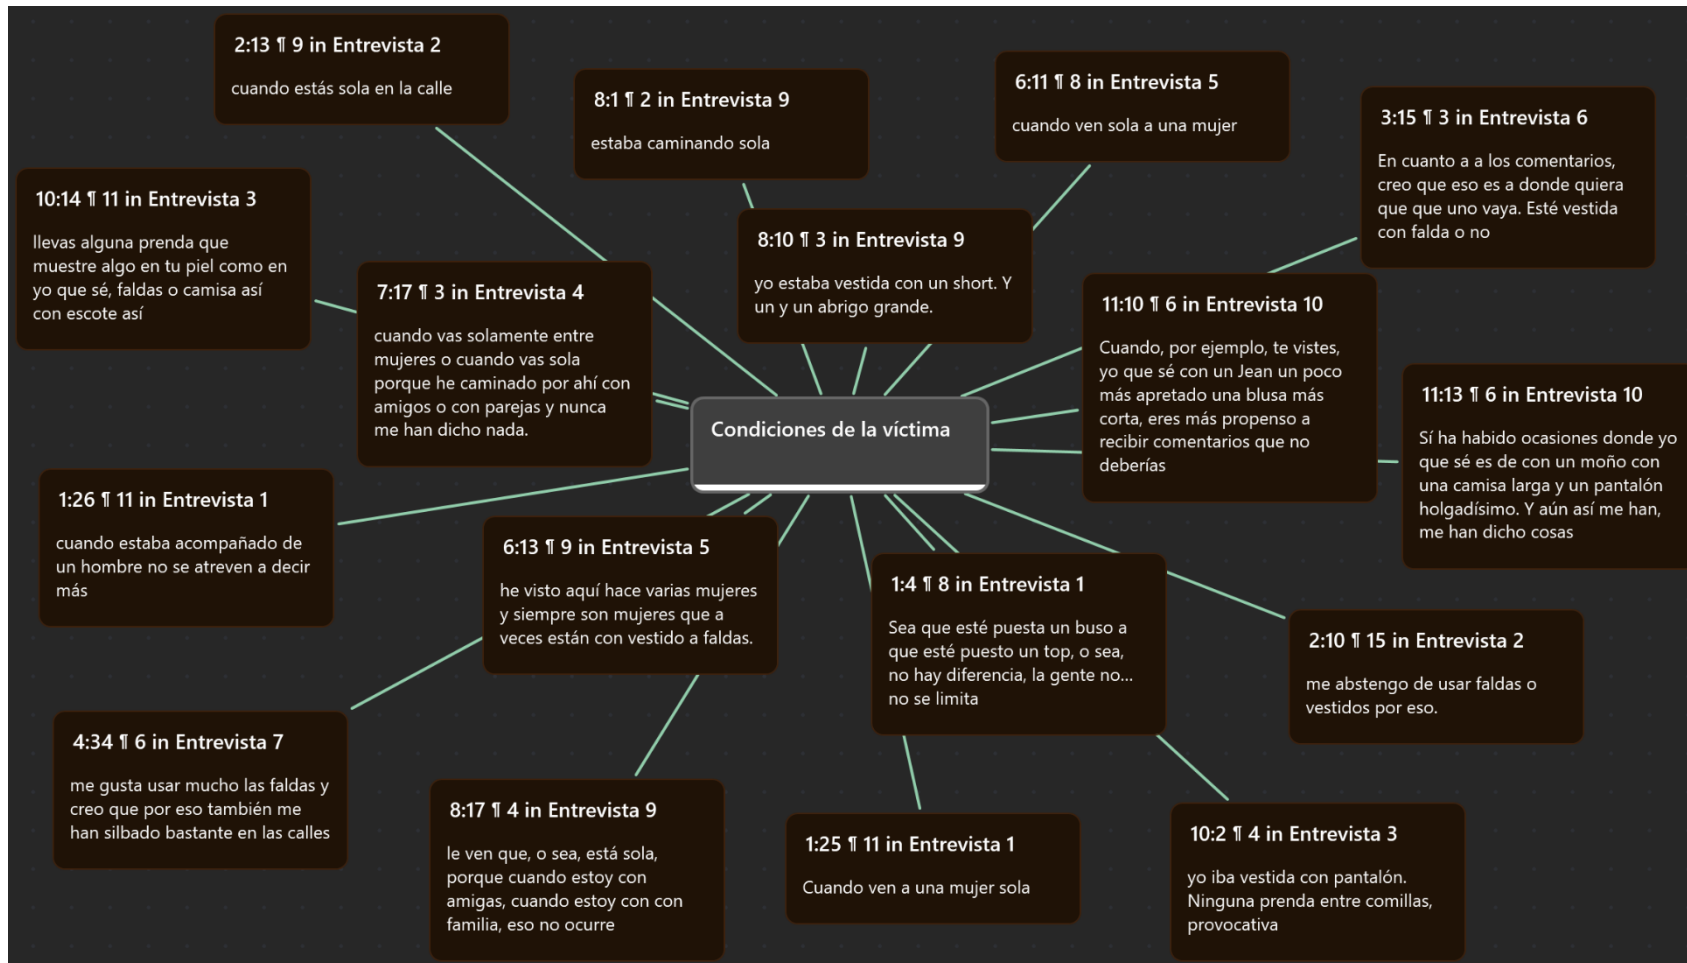 2:13 ¶ 9 in Entrevista 2
cuando estás sola en la calle
8:1 ¶ 2 in Entrevista 9
estaba caminando sola
6:11 ¶ 8 in Entrevista 5
cuando ven sola a una mujer
3:15 ¶ 3 in Entrevista 6
En cuanto a a los comentarios,
creo que eso es a donde quiera
que que uno vaya. Esté vestida
con falda o no
10:14 ¶ 11 in Entrevista 3
llevas alguna prenda que
muestre algo en tu piel como en
yo que sé, faldas o camisa así
con escote así
7:17 ¶ 3 in Entrevista 4
cuando vas solamente entre
mujeres o cuando vas sola
porque he caminado por ahí con
amigos o con parejas y nunca
me han dicho nada.
8:10 ¶ 3 in Entrevista 9
yo estaba vestida con un short. Y
un y un abrigo grande.
11:10 ¶ 6 in Entrevista 10
Cuando, por ejemplo, te vistes,
yo que sé con un Jean un poco
más apretado una blusa más
corta, eres más propenso a
recibir comentarios que no
deberías
11:13 ¶ 6 in Entrevista 10
Sí ha habido ocasiones donde yo
que sé es de con un moño con
una camisa larga y un pantalón
holgadísimo. Y aún así me han,
me han dicho cosas
Condiciones de la víctima
1:26 ¶ 11 in Entrevista 1
cuando estaba acompañado de
un hombre no se atreven a decir
más
6:13 ¶ 9 in Entrevista 5
he visto aquí hace varias mujeres
y siempre son mujeres que a
veces están con vestido a faldas.
1:4 ¶ 8 in Entrevista 1
Sea que esté puesta un buso a
que esté puesto un top, o sea,
no hay diferencia, la gente no...
no se limita
2:10 ¶ 15 in Entrevista 2
me abstengo de usar faldas o
vestidos por eso.
4:34 ¶ 6 in Entrevista 7
me gusta usar mucho las faldas y
creo que por eso también me
han silbado bastante en las calles
8:17 ¶ 4 in Entrevista 9
le ven que, o sea, está sola,
porque cuando estoy con
amigas, cuando estoy con con
familia, eso no ocurre
1:25 ¶ 11 in Entrevista 1
Cuando ven a una mujer sola
10:2 ¶ 4 in Entrevista 3
yo iba vestida con pantalón.
Ninguna prenda entre comillas,
provocativa